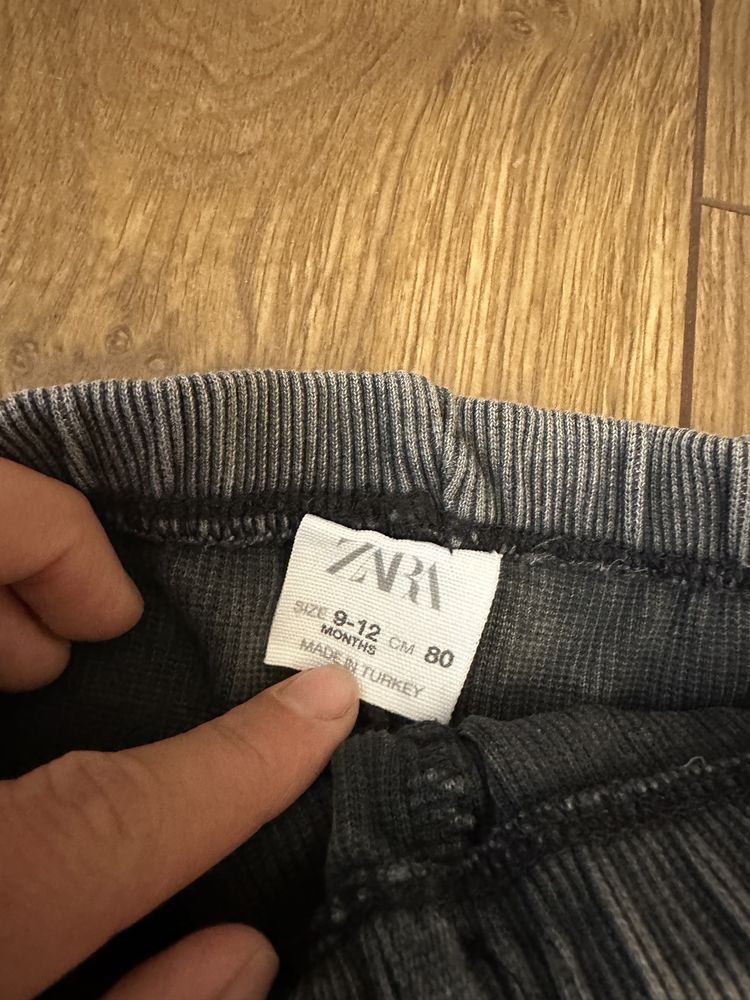 ZARA
SIZE 9-12 CM 80
MONTHS
MADE IN TURKEY